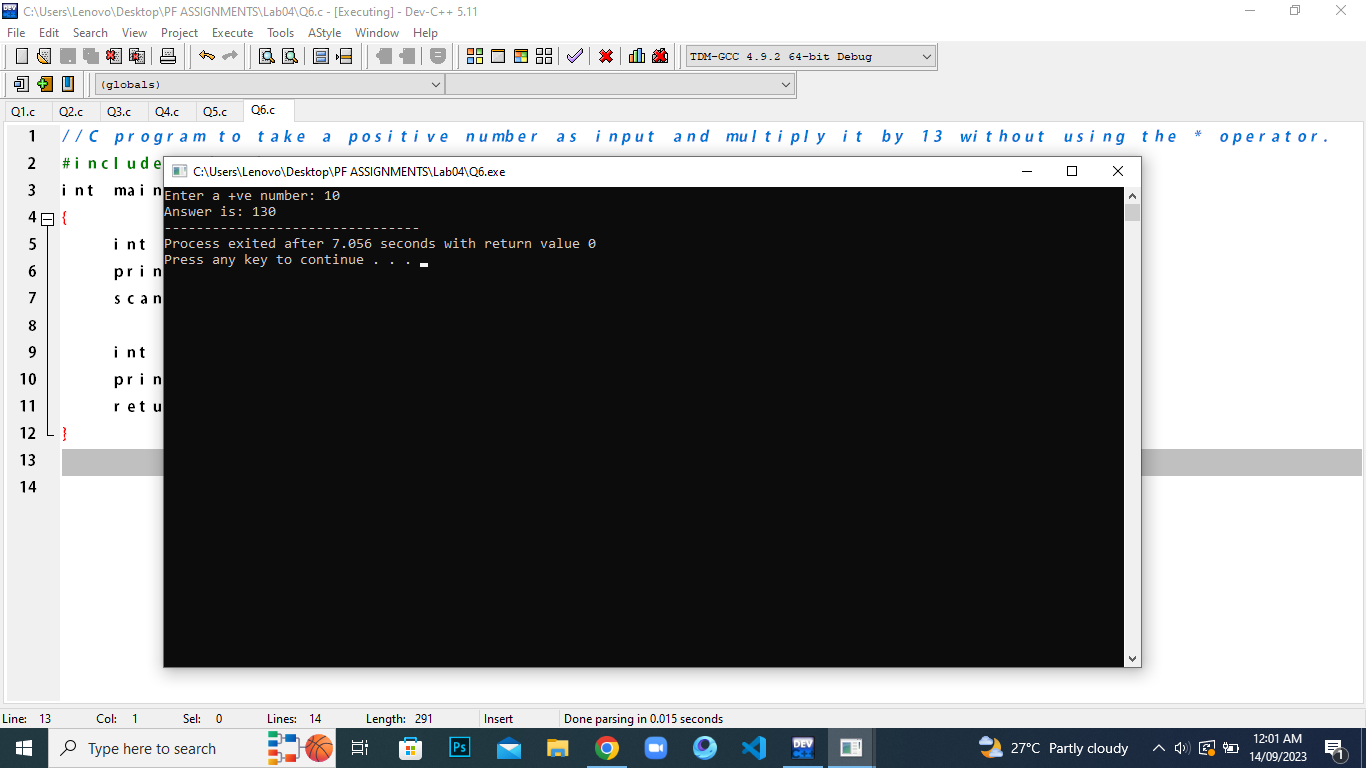 C:\Users\Lenovo\Desktop\PF ASSIGNMENTS\Lab04\Q6.c - [Executing] - Dev-C++ 5.11
File Edit Search View Project Execute Tools AStyle Window Help
TDM-GCC 4.9.2 64-bit Debug
(globals)
Q1.c Q2.c Q3.c Q4.c Q5.c Q6.c
1 //C program to take a positive number as input and multiply it by 13 without using the * operator.
2 #include
3 int main
4 {
5 int
6 prin
7 scan
8
9 int
10 prin
11 retu
12 }
13
14
C:\Users\Lenovo\Desktop\PF ASSIGNMENTS\Lab04\Q6.exe
Enter a +ve number: 10
Answer is: 130
--------------------------------
Process exited after 7.056 seconds with return value 0
Press any key to continue . . .
Line: 13 Col: 1 Sel: 0 Lines: 14 Length: 291 Insert Done parsing in 0.015 seconds
Type here to search
Ps
DEV
27°C Partly cloudy
12:01 AM
14/09/2023
1